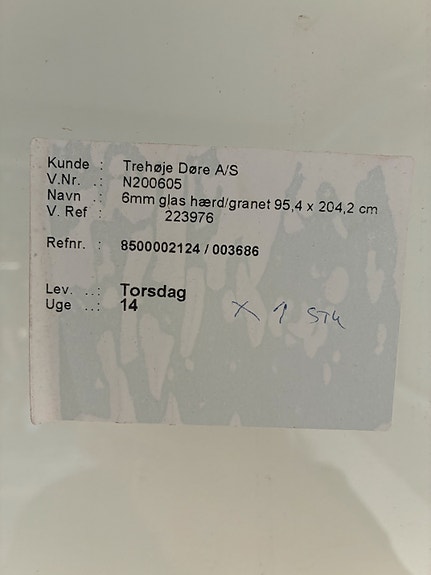 Kunde : Trehøje Døre A/S
V.Nr. .: N200605
Navn .: 6mm glas hærd/granet 95,4 x 204,2 cm
V. Ref : 223976
Refnr. : 8500002124 / 003686
Lev. ..: Torsdag
Uge ..: 14
x 1 STK